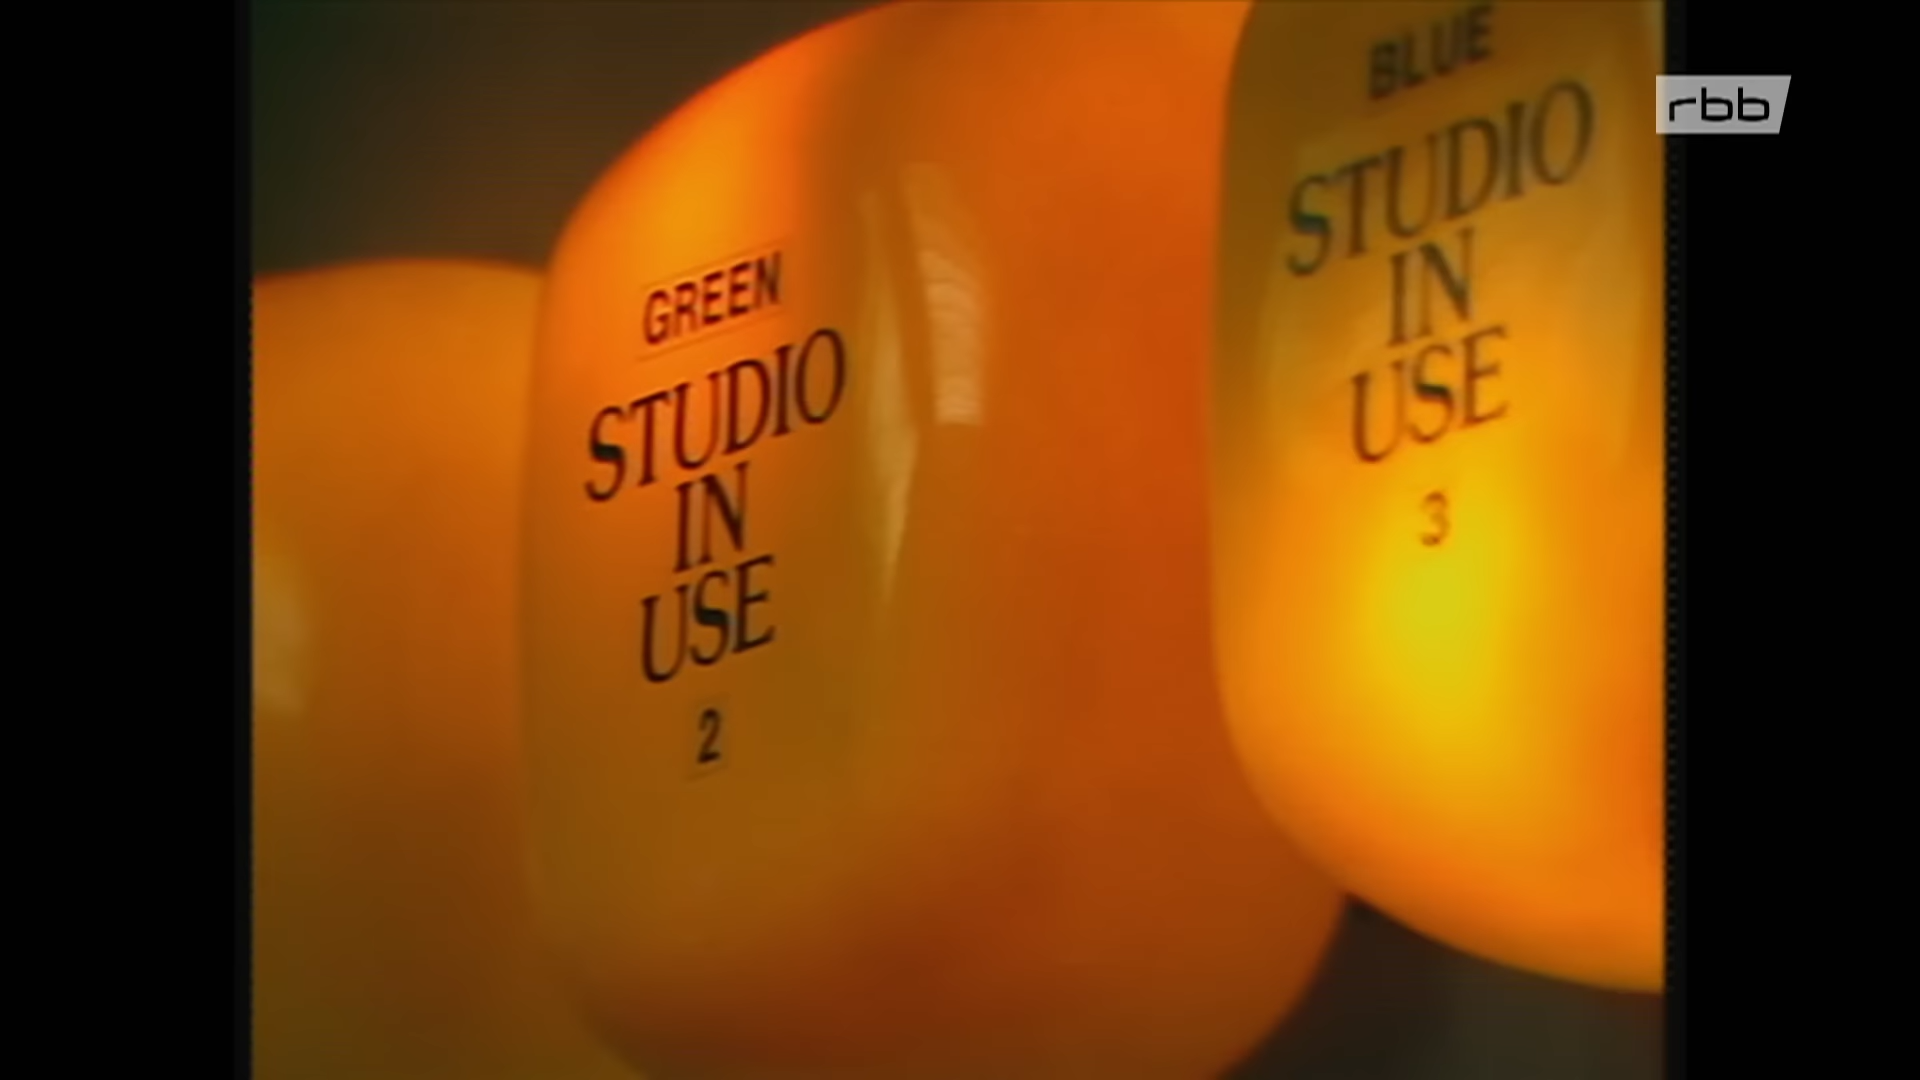 GREEN
STUDIO
IN
USE
2
BLUE
STUDIO
IN
USE
3
rbb